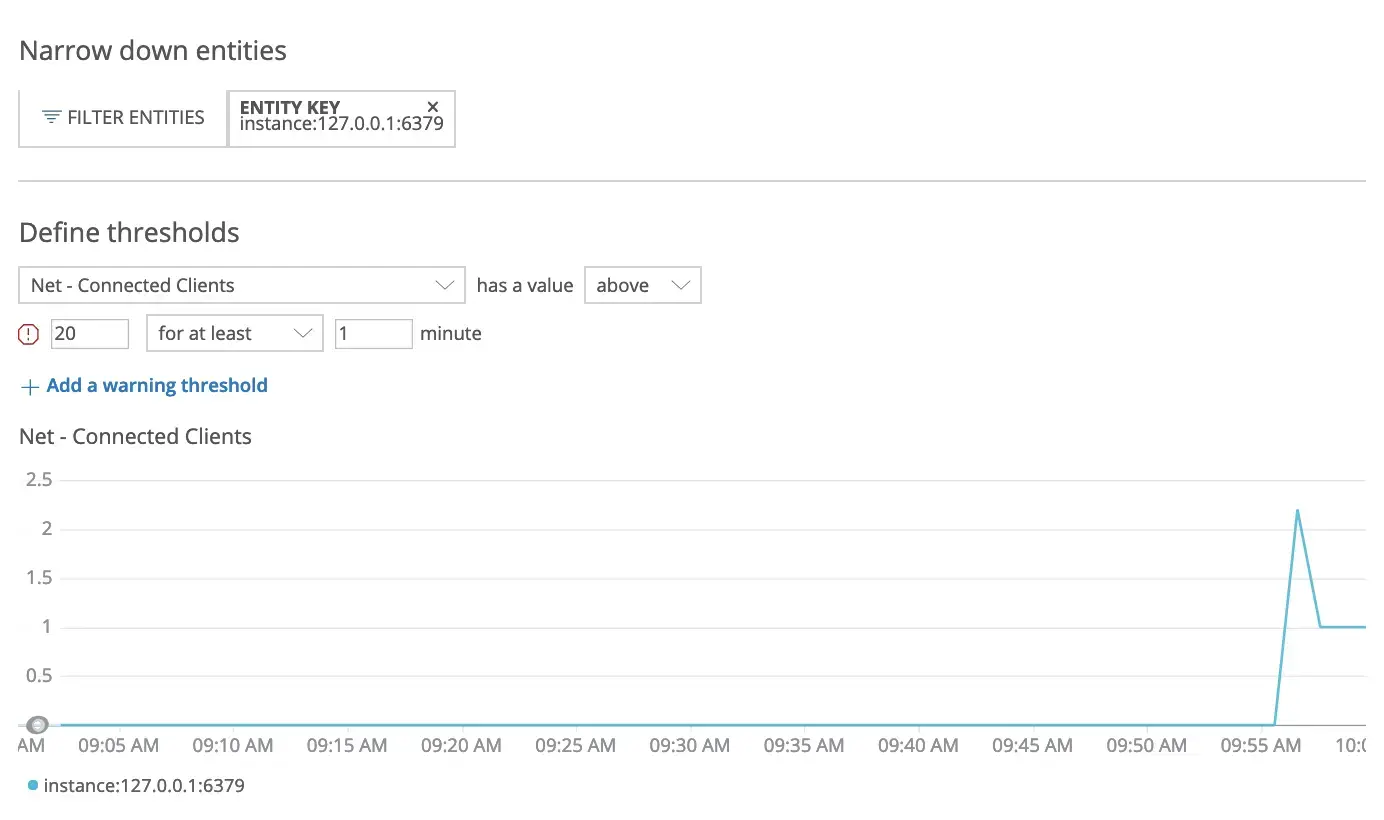 Narrow down entities
FILTER ENTITIES
ENTITY KEY
instance:127.0.0.1:6379
Define thresholds
Net - Connected Clients has a value above
20 for at least 1 minute
Add a warning threshold
Net - Connected Clients
2.5
2
1.5
1
0.5
AM 09:05 AM 09:10 AM 09:15 AM 09:20 AM 09:25 AM 09:30 AM 09:35 AM 09:40 AM 09:45 AM 09:50 AM 09:55 AM 10:0
instance:127.0.0.1:6379